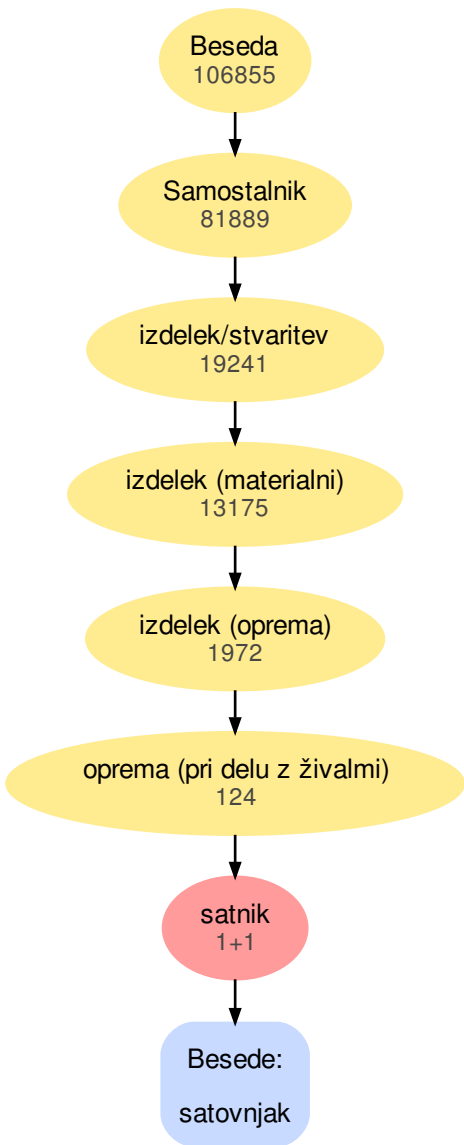 Beseda
106855
Samostalnik
81889
izdelek/stvaritev
19241
izdelek (materialni)
13175
izdelek (oprema)
1972
oprema (pri delu z živalmi)
124
satnik
1+1
Besede:
satovnjak